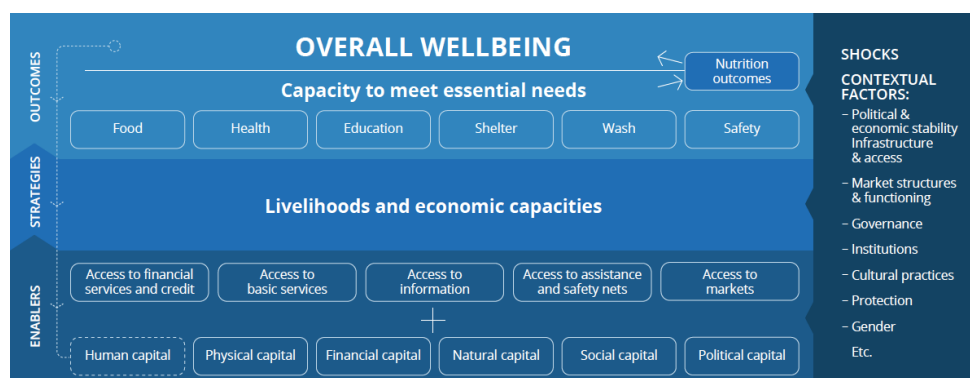 OUTCOMES
OVERALL WELLBEING
Nutrition
outcomes
Capacity to meet essential needs
Food
Health
Education
Shelter
Wash
Safety
STRATEGIES
Livelihoods and economic capacities
ENABLERS
Access to financial
services and credit
Access to
basic services
Access to
information
Access to assistance
and safety nets
Access to
markets
+
Human capital
Physical capital
Financial capital
Natural capital
Social capital
Political capital
SHOCKS
CONTEXTUAL
FACTORS:
– Political &
economic stability
Infrastructure
& access
– Market structures
& functioning
– Governance
– Institutions
– Cultural practices
– Protection
– Gender
Etc.